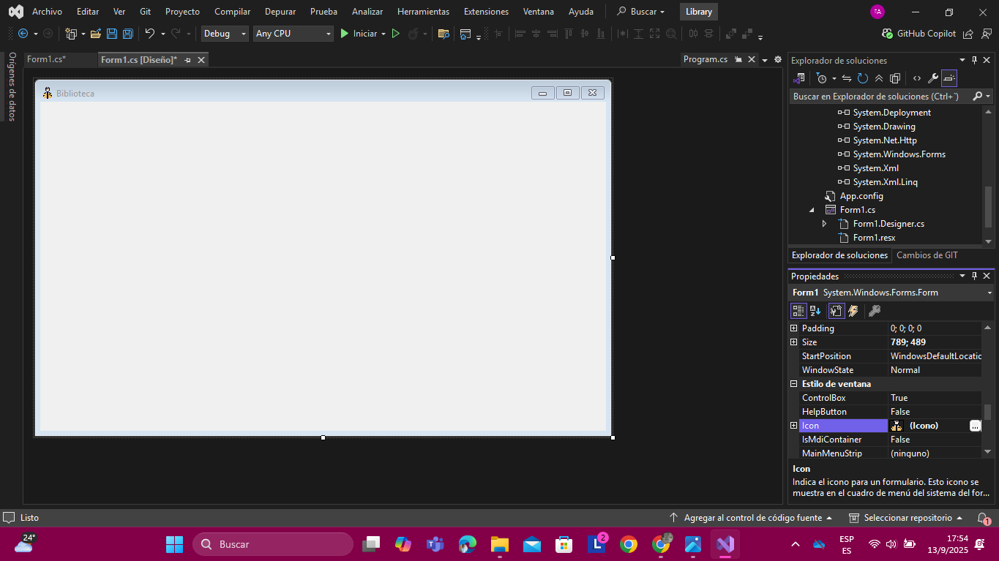 Archivo Editar Ver Git Proyecto Compilar Depurar Prueba Analizar Herramientas Extensiones Ventana Ayuda Buscar Library FA
Debug Any CPU Iniciar GitHub Copilot
Orígenes de datos
Form1.cs* Form1.cs [Diseño]* Program.cs
Biblioteca
Explorador de soluciones
Buscar en Explorador de soluciones (Ctrl+`)
System.Deployment
System.Drawing
System.Net.Http
System.Windows.Forms
System.Xml
System.Xml.Linq
App.config
Form1.cs
Form1.Designer.cs
Form1.resx
Explorador de soluciones Cambios de GIT
Propiedades
Form1 System.Windows.Forms.Form
Padding 0; 0; 0; 0
Size 789; 489
StartPosition WindowsDefaultLocatio
WindowState Normal
Estilo de ventana
ControlBox True
HelpButton False
Icon (Icono) ...
IsMdiContainer False
MainMenuStrip (ninguno)
Icon
Indica el icono para un formulario. Esto icono se
muestra en el cuadro de menú del sistema del for...
Listo Agregar al control de código fuente Seleccionar repositorio 1
24° Buscar L 2 ESP 17:54
ES 13/9/2025